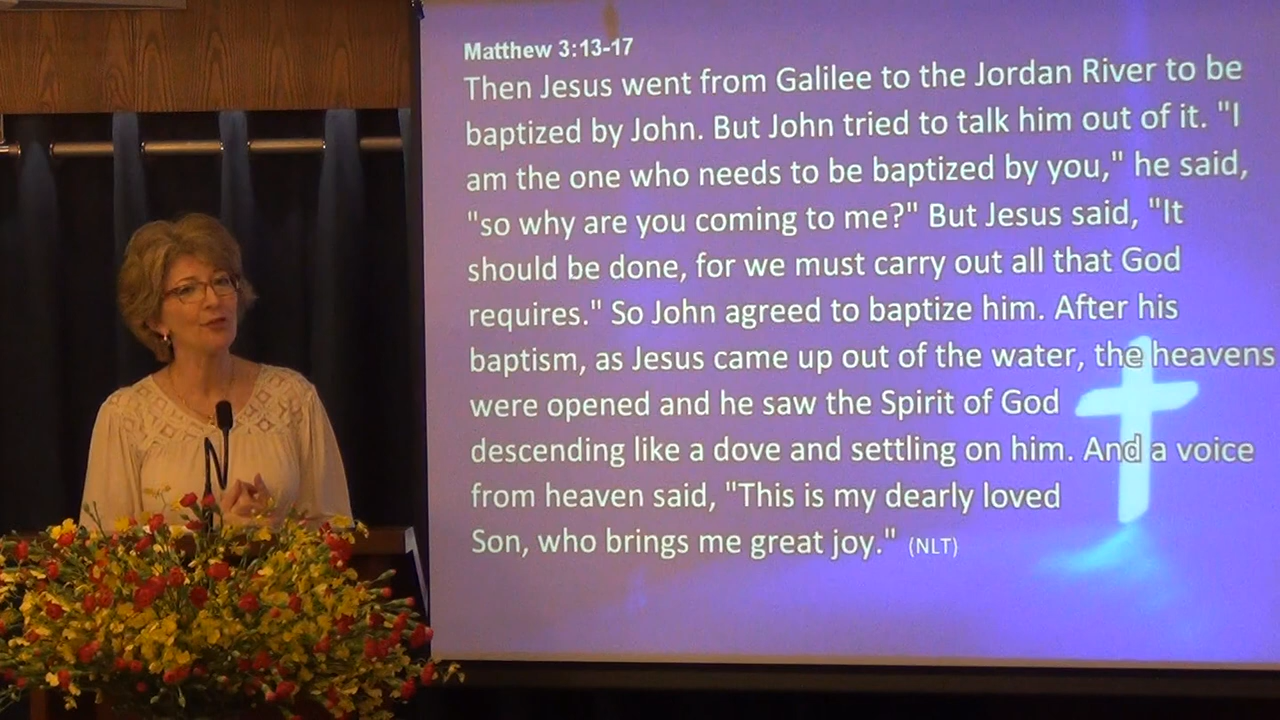 Matthew 3:13-17
Then Jesus went from Galilee to the Jordan River to be
baptized by John. But John tried to talk him out of it. "I
am the one who needs to be baptized by you," he said,
"so why are you coming to me?" But Jesus said, "It
should be done, for we must carry out all that God
requires." So John agreed to baptize him. After his
baptism, as Jesus came up out of the water, the heavens
were opened and he saw the Spirit of God
descending like a dove and settling on him. And a voice
from heaven said, "This is my dearly loved
Son, who brings me great joy." (NLT)